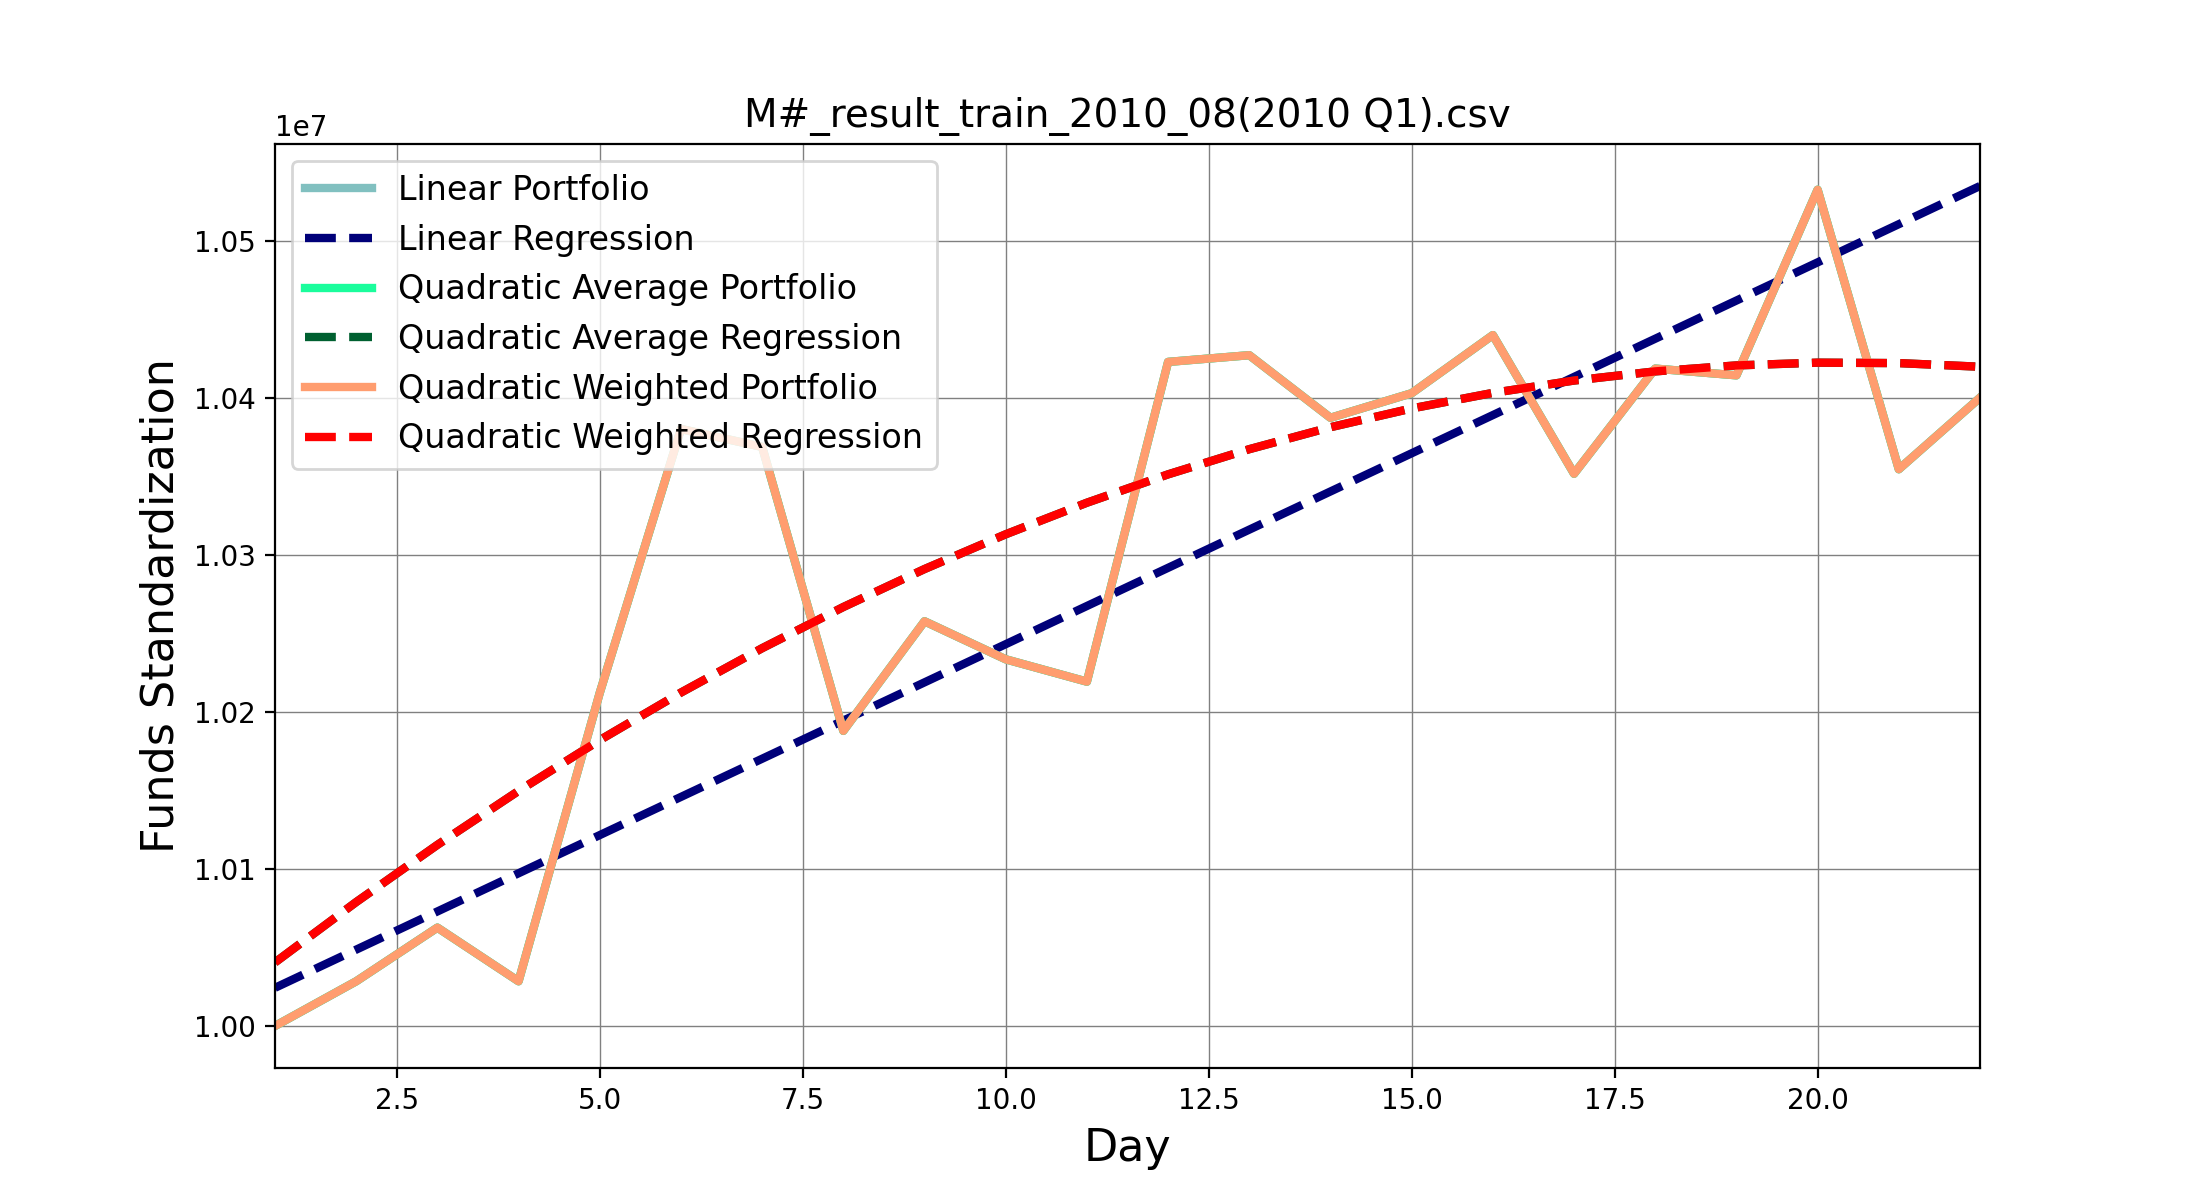 M#_result_train_2010_08(2010 Q1).csv
1e7
Linear Portfolio
Linear Regression
Quadratic Average Portfolio
Quadratic Average Regression
Quadratic Weighted Portfolio
Quadratic Weighted Regression
Funds Standardization
1.05
1.04
1.03
1.02
1.01
1.00
2.5 5.0 7.5 10.0 12.5 15.0 17.5 20.0
Day